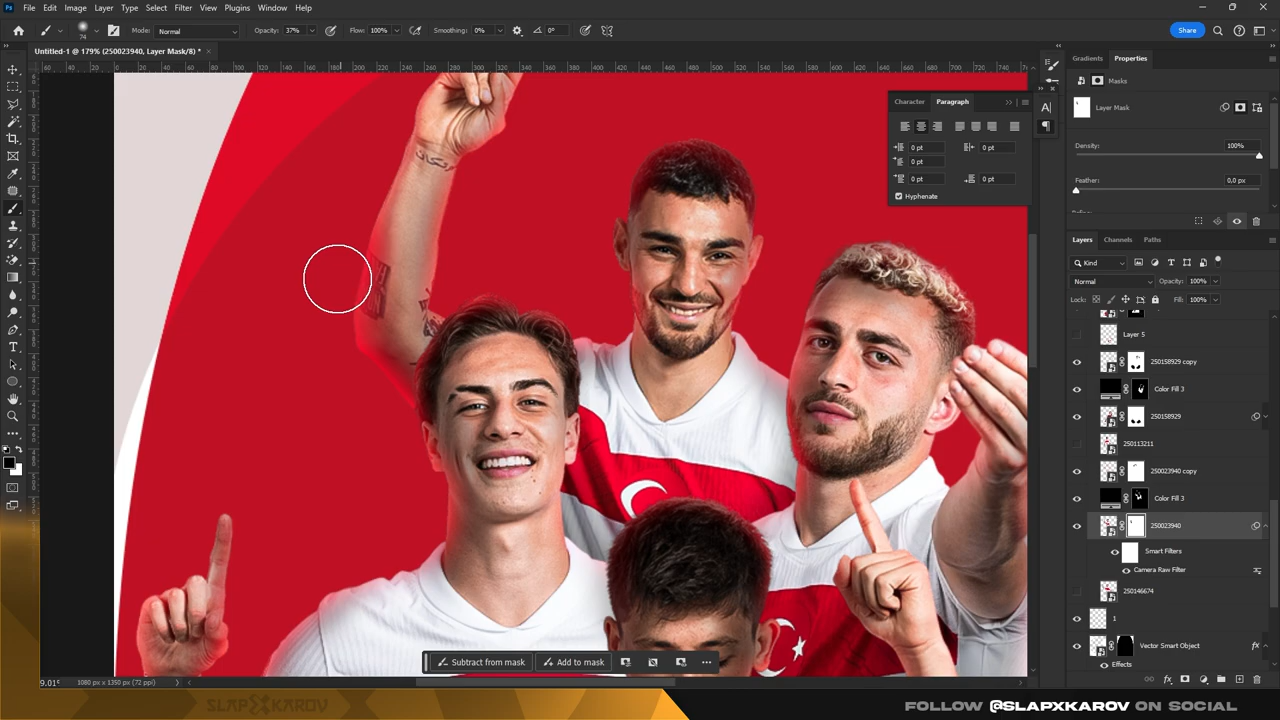 File Edit Image Layer Type Select Filter View Plugins Window Help
74 Mode: Normal Opacity: 37% Flow: 100% Smoothing: 0% 0° Share
Untitled-1 @ 179% (250023940, Layer Mask/8) *
Gradients Properties
Masks
Layer Mask
Density: 100%
Feather: 0,0 px
Character Paragraph
0 pt 0 pt
0 pt
0 pt 0 pt
Hyphenate
Layers Channels Paths
Kind
Normal Opacity: 100%
Lock: Fill: 100%
Layer 5
250158929 copy
Color Fill 3
250158929
250113211
250023940 copy
Color Fill 3
250023940
Smart Filters
Camera Raw Filter
250146674
1
Vector Smart Object fx
Effects
Subtract from mask Add to mask
1080 px x 1350 px (72 ppi)
SLAPXKAROV
FOLLOW @SLAPXKAROV ON SOCIAL